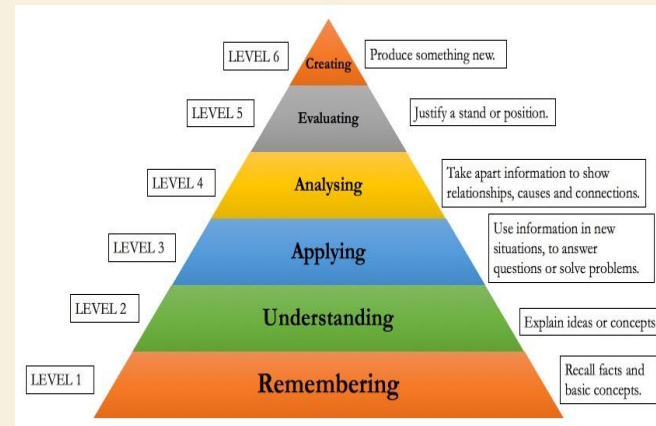 LEVEL 6
Creating
Produce something new.
LEVEL 5
Evaluating
Justify a stand or position.
LEVEL 4
Analysing
Take apart information to show
relationships, causes and connections.
LEVEL 3
Applying
Use information in new
situations, to answer
questions or solve problems.
LEVEL 2
Understanding
Explain ideas or concepts
LEVEL 1
Remembering
Recall facts and
basic concepts.